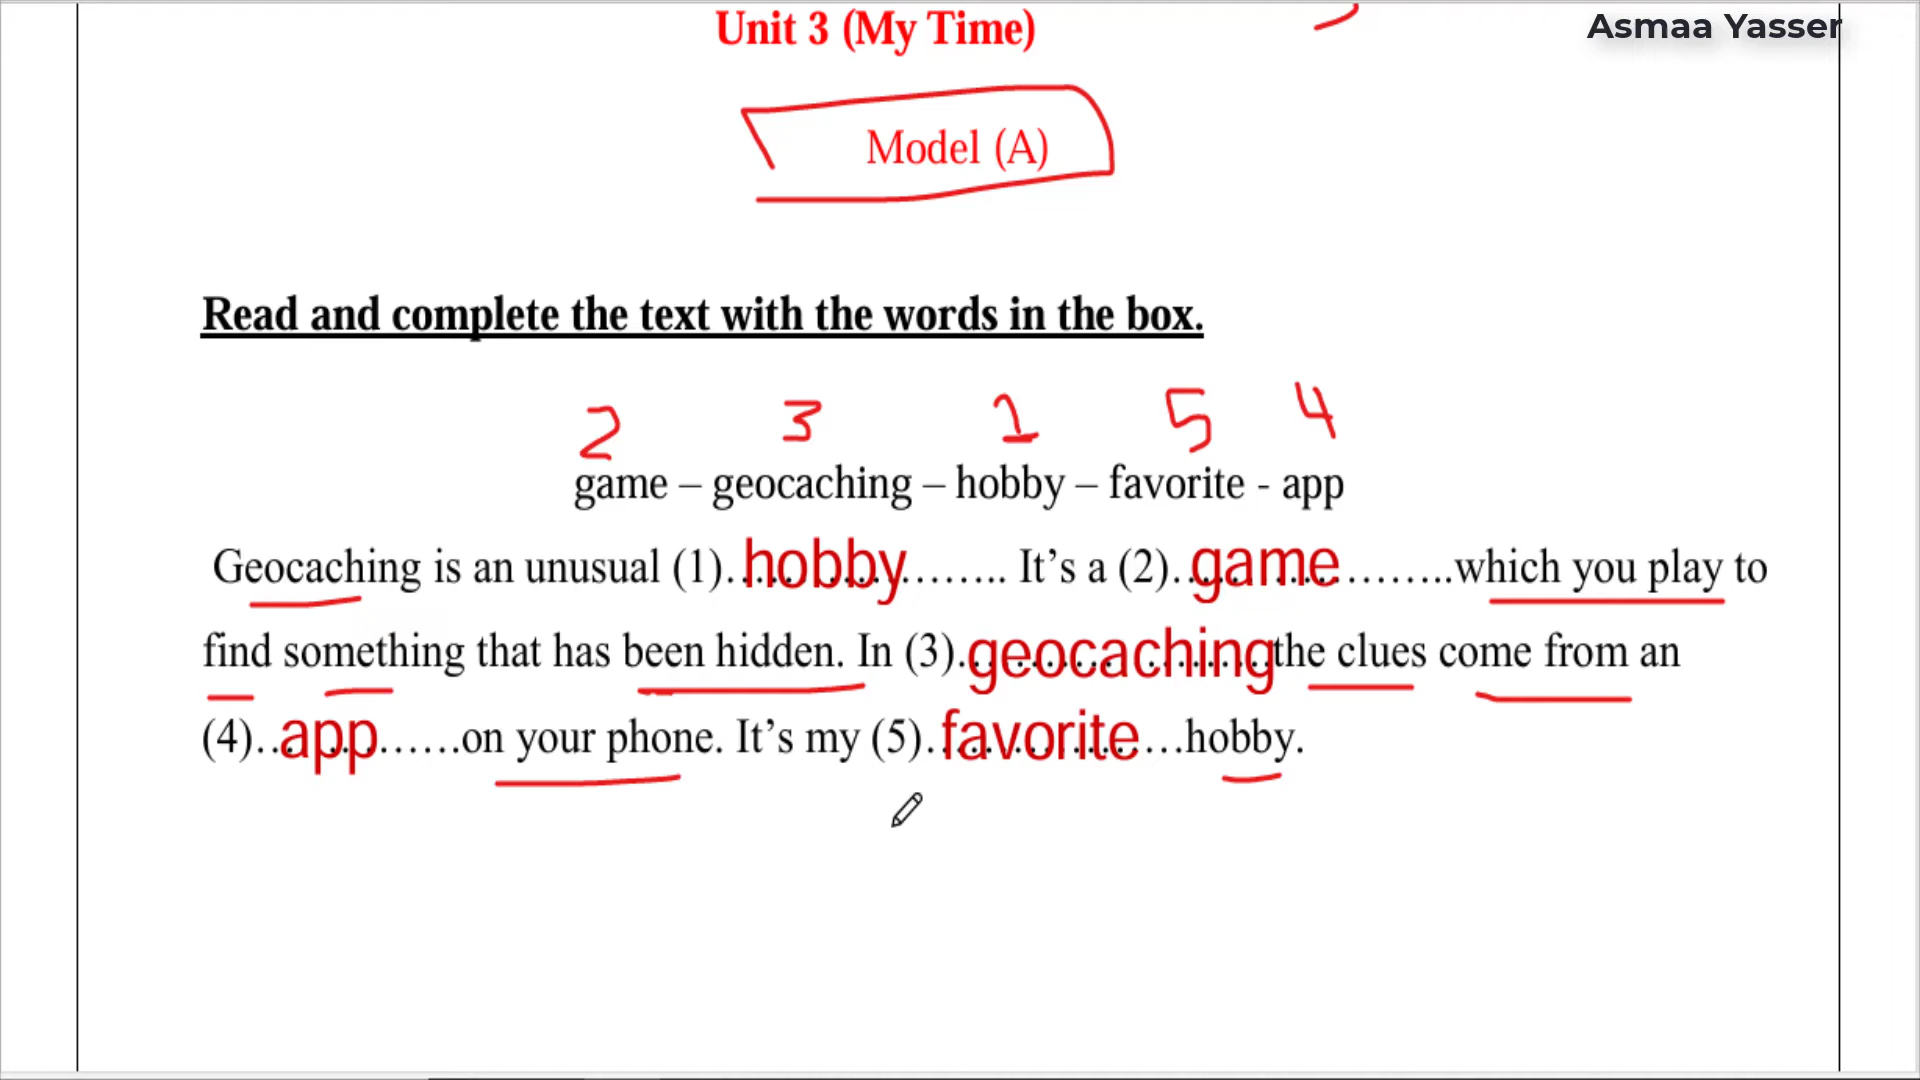 Asmaa Yasser
Unit 3 (My Time)
Model (A)
Read and complete the text with the words in the box.
2 3 1 5 4
game – geocaching – hobby – favorite - app
Geocaching is an unusual (1)….hobby…….. It’s a (2)….game……..which you play to
find something that has been hidden. In (3)….geocaching the clues come from an
(4)….app……on your phone. It’s my (5)….favorite…hobby.